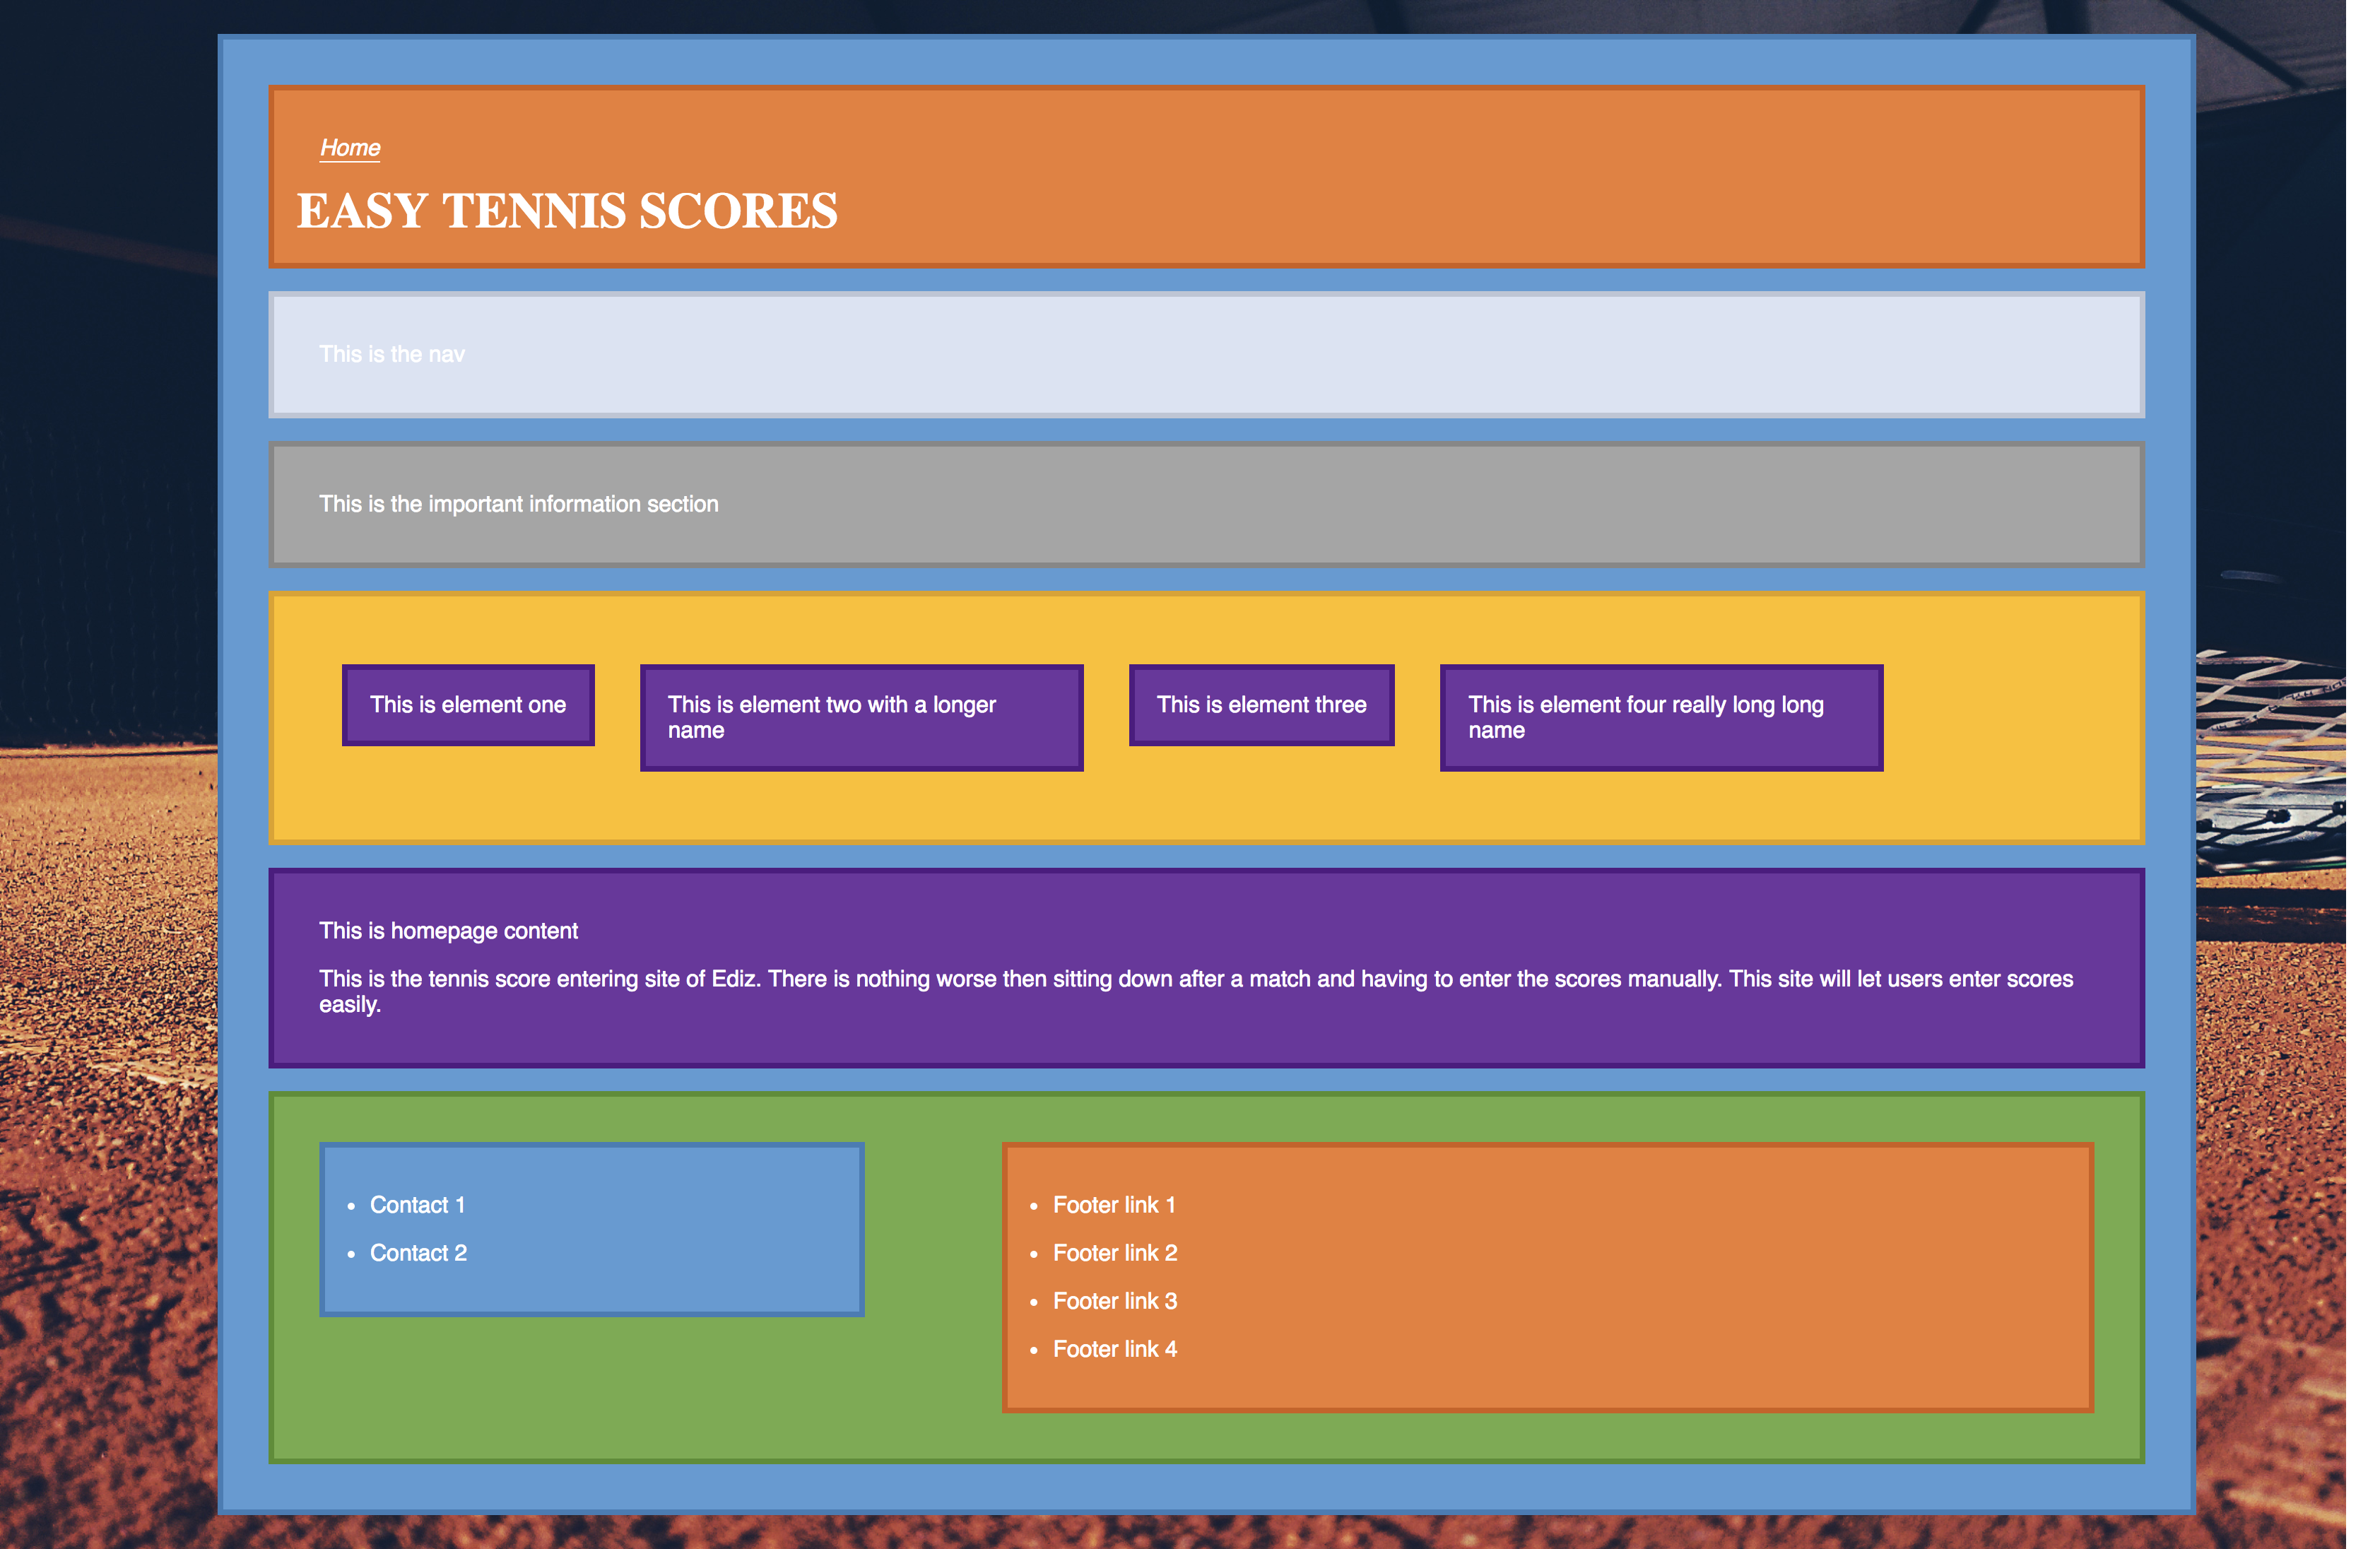 Home
EASY TENNIS SCORES
This is the nav
This is the important information section
This is element one
This is element two with a longer
name
This is element three
This is element four really long long
name
This is homepage content
This is the tennis score entering site of Ediz. There is nothing worse then sitting down after a match and having to enter the scores manually. This site will let users enter scores
easily.
• Contact 1
• Contact 2
• Footer link 1
• Footer link 2
• Footer link 3
• Footer link 4